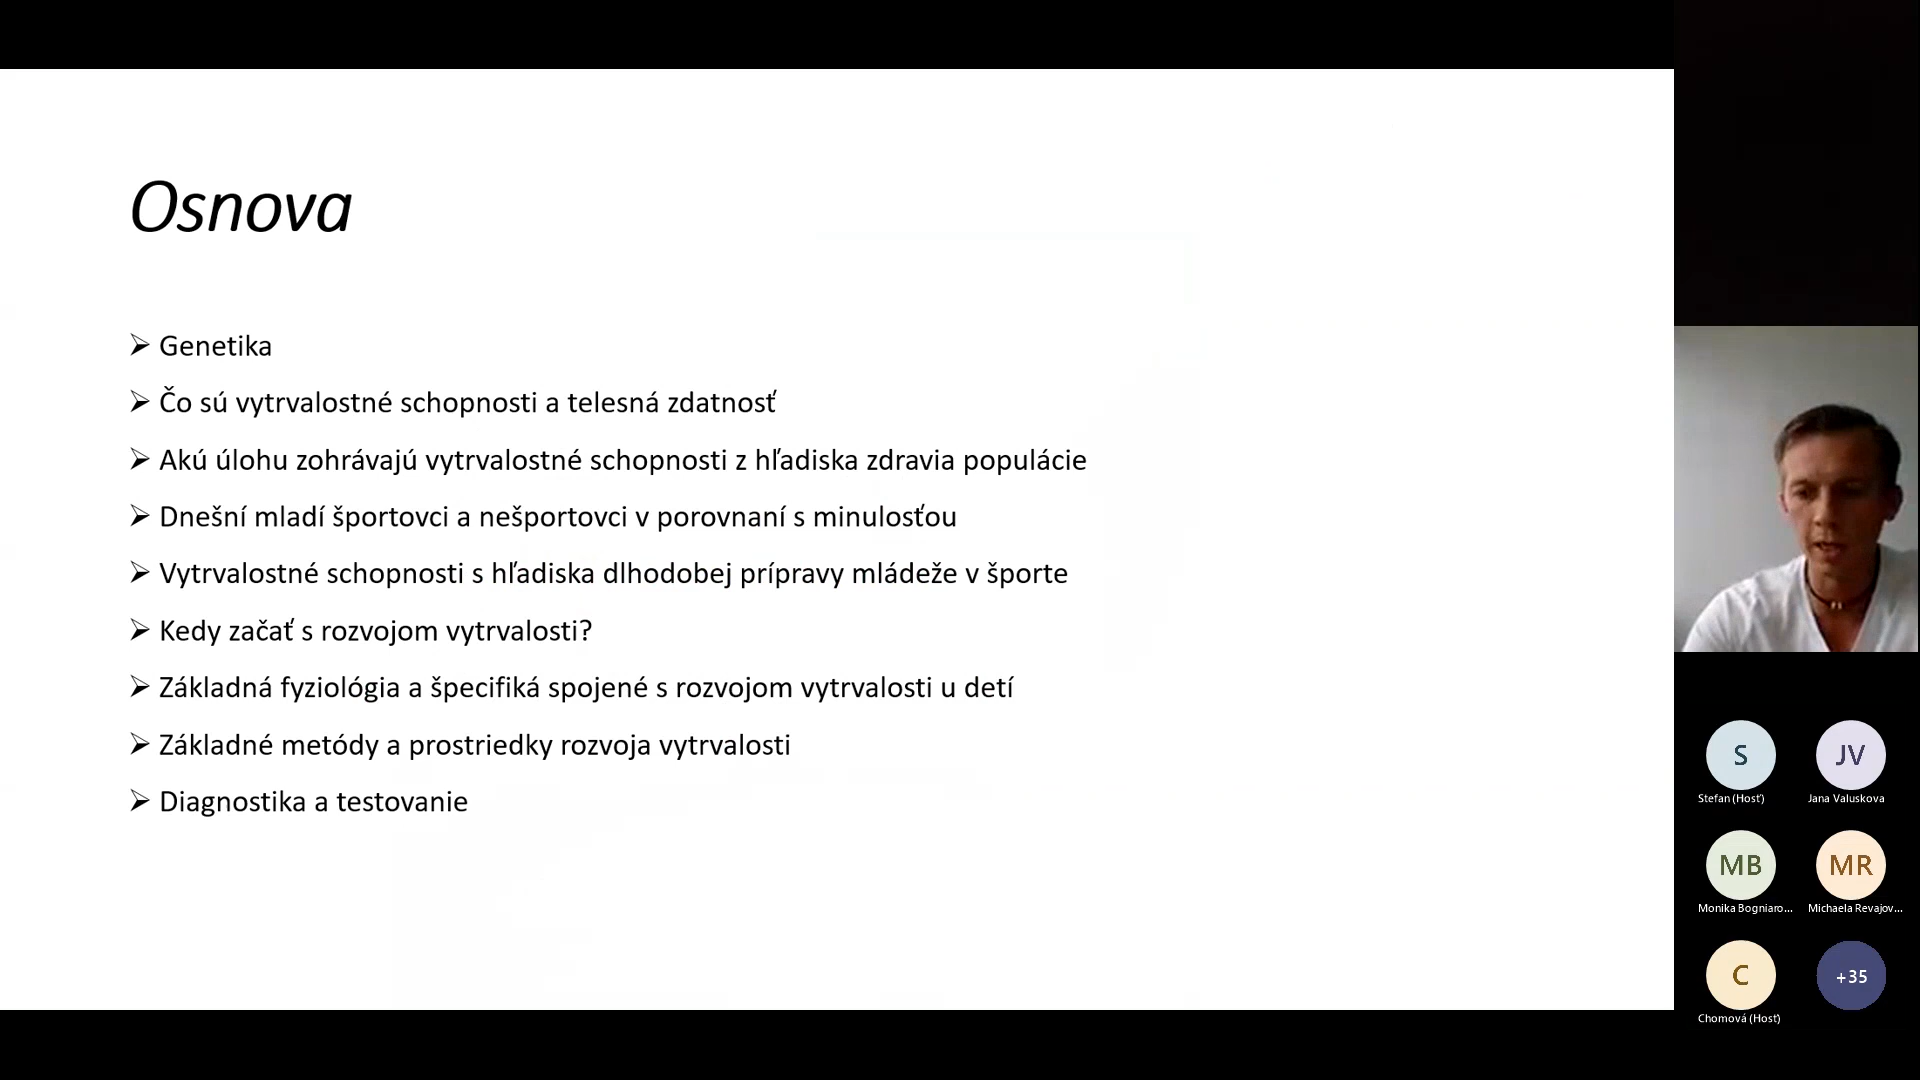 Osnova
➢ Genetika
➢ Čo sú vytrvalostné schopnosti a telesná zdatnosť
➢ Akú úlohu zohrávajú vytrvalostné schopnosti z hľadiska zdravia populácie
➢ Dnešní mladí športovci a nešportovci v porovnaní s minulosťou
➢ Vytrvalostné schopnosti s hľadiska dlhodobej prípravy mládeže v športe
➢ Kedy začať s rozvojom vytrvalosti?
➢ Základná fyziológia a špecifiká spojené s rozvojom vytrvalosti u detí
➢ Základné metódy a prostriedky rozvoja vytrvalosti
➢ Diagnostika a testovanie
S
Stefan (Hosť)
JV
Jana Valuskova
MB
Monika Bogniaro...
MR
Michaela Revajov...
C
Chomová (Hosť)
+35